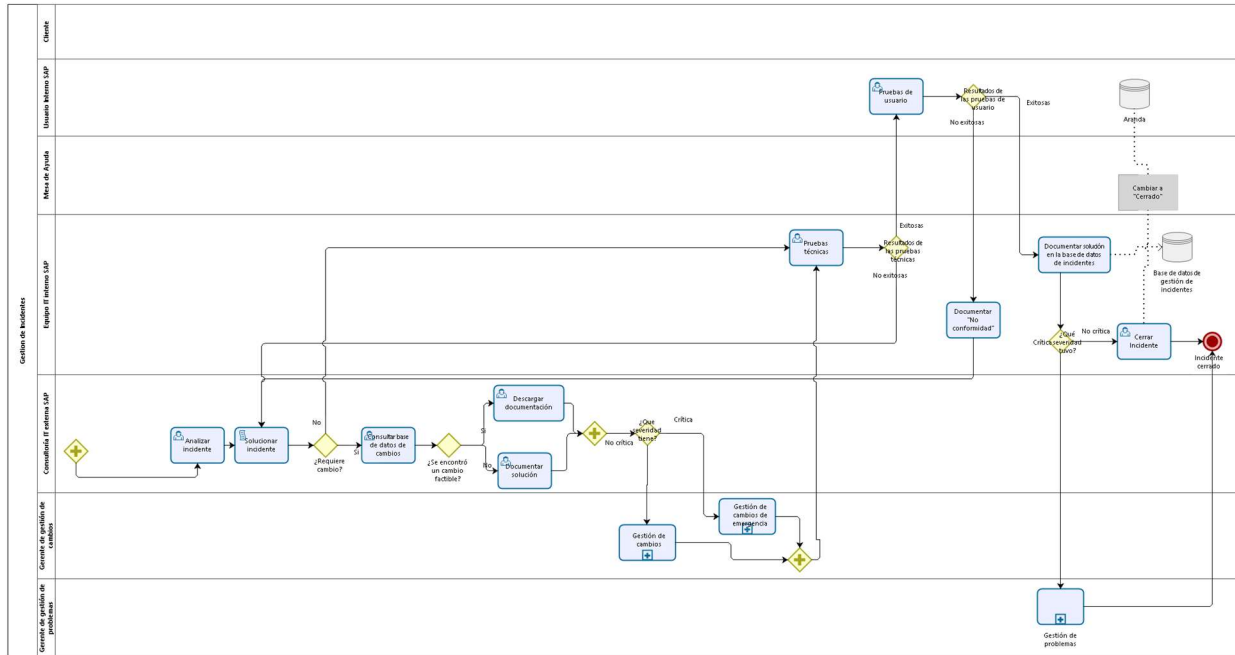 Gestion de Incidentes
Cliente
Usuario Interno SAP
Pruebas de
usuario
Resultados de
las pruebas de
usuario
Exitosas
No exitosas
Aranda
Mesa de Ayuda
Cambiar a
"Cerrado"
Equipo IT interno SAP
Pruebas
técnicas
Exitosas
Resultados de
las pruebas
técnicas
No exitosas
Documentar solución
en la base de datos
de incidentes
Base de datos de
gestión de
incidentes
Documentar
"No
conformidad"
¿Qué
severidad
tuvo?
Crítica
No crítica
Cerrar
Incidente
Incidente
cerrado
Consultoría IT externa SAP
Analizar
incidente
Solucionar
incidente
No
¿Requiere
cambio?
Si
Consultar base
de datos de
cambios
¿Se encontró
un cambio
factible?
Si
No
Descargar
documentación
Documentar
solución
No crítica
¿Que
severidad
tiene?
Crítica
Gerente de gestión de
cambios
Gestión de
cambios
Gestión de
cambios de
emergencia
Gerente de gestión de
problemas
Gestión de
problemas